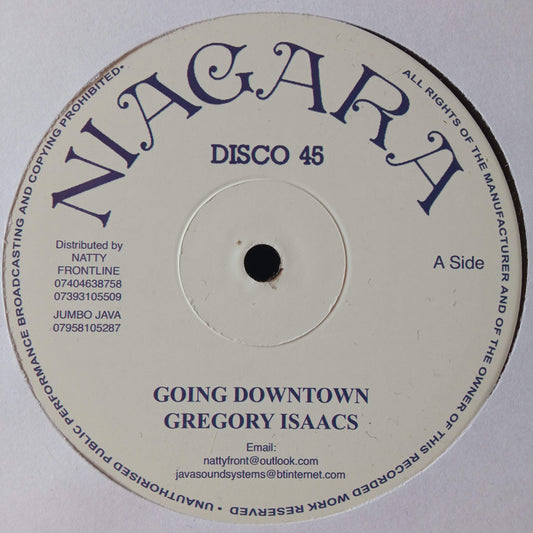 NIAGARA
DISCO 45
Distributed by
NATTY
FRONTLINE
07404638758
07393105509
JUMBO JAVA
07958105287
A Side
GOING DOWNTOWN
GREGORY ISAACS
Email:
nattyfront@outlook.com
javasoundsystems@btinternet.com
ALL RIGHTS OF THE MANUFACTURER AND OF THE OWNER OF THIS RECORDED WORK RESERVED • UNAUTHORISED PUBLIC PERFORMANCE BROADCASTING AND COPYING PROHIBITED•